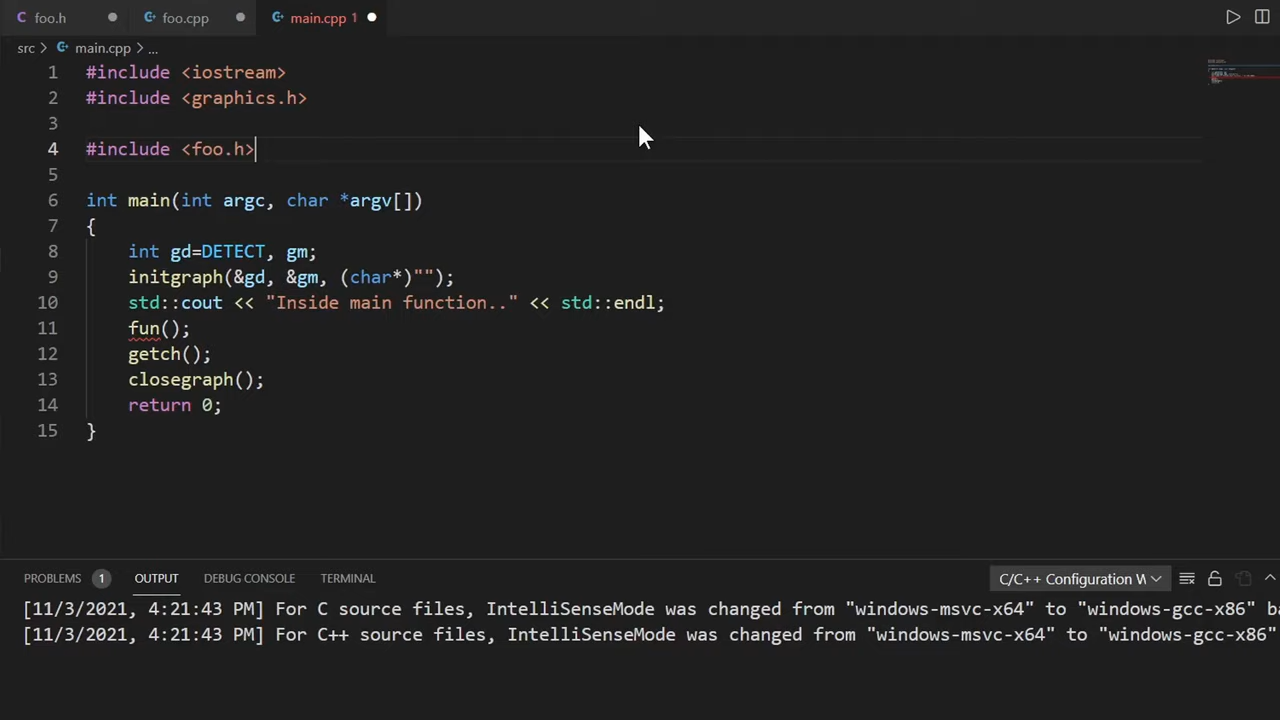 foo.h foo.cpp main.cpp 1
src > main.cpp > ...
1 #include <iostream>
2 #include <graphics.h>
3
4 #include <foo.h>
5
6 int main(int argc, char *argv[])
7 {
8 int gd=DETECT, gm;
9 initgraph(&gd, &gm, (char*)"");
10 std::cout << "Inside main function.." << std::endl;
11 fun();
12 getch();
13 closegraph();
14 return 0;
15 }
PROBLEMS 1 OUTPUT DEBUG CONSOLE TERMINAL C/C++ Configuration W
[11/3/2021, 4:21:43 PM] For C source files, IntelliSenseMode was changed from "windows-msvc-x64" to "windows-gcc-x86" ba
[11/3/2021, 4:21:43 PM] For C++ source files, IntelliSenseMode was changed from "windows-msvc-x64" to "windows-gcc-x86"